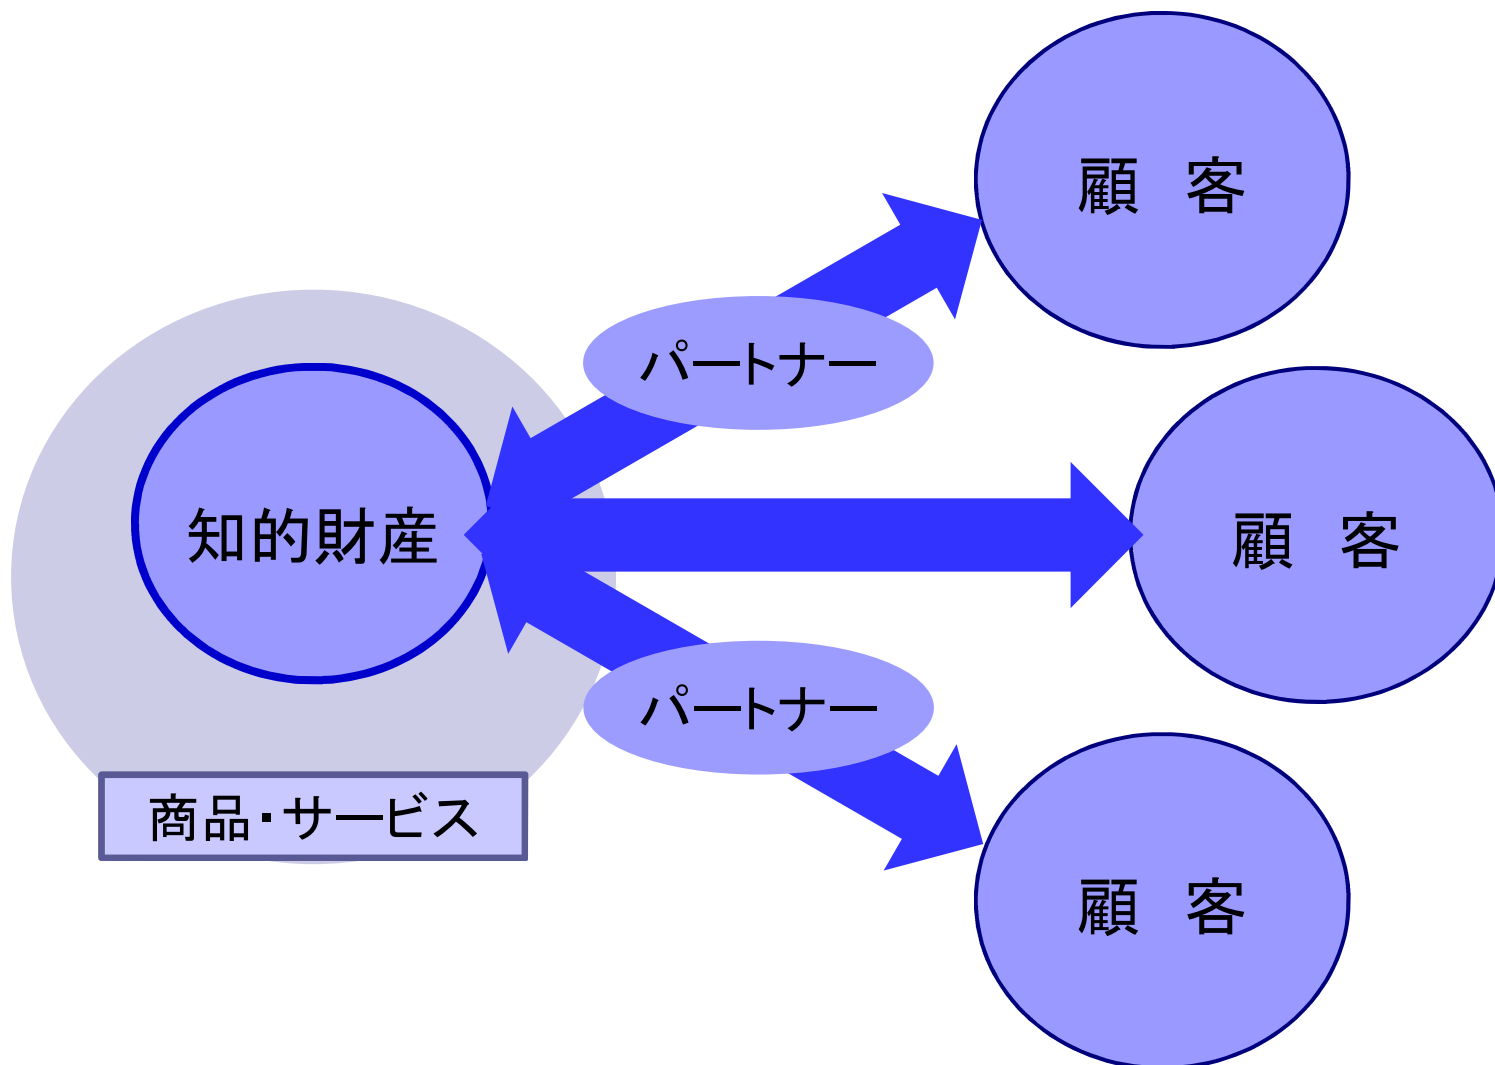 顧　客
パートナー
知的財産
顧　客
パートナー
商品・サービス
顧　客